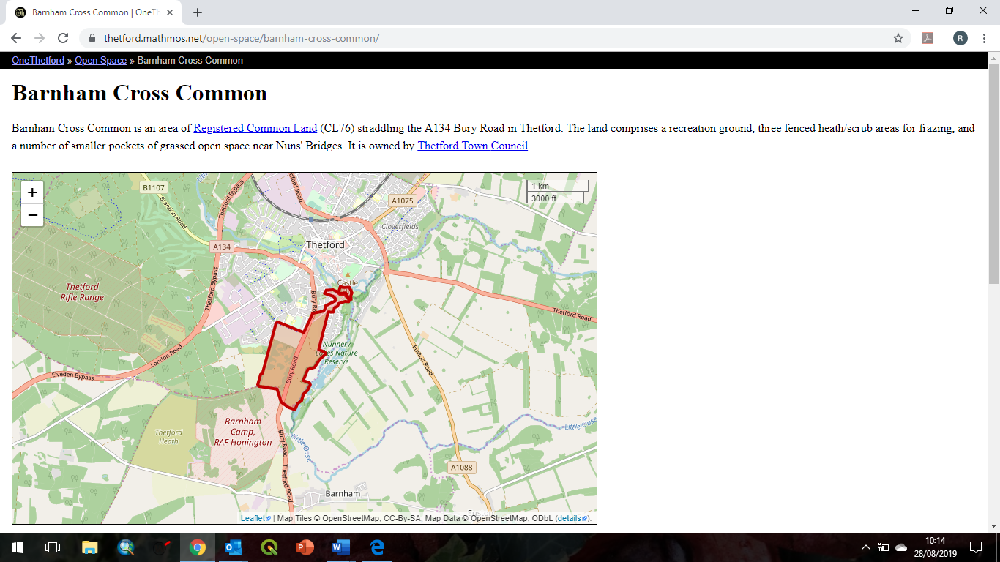 Barnham Cross Common | OneTh
thetford.mathmos.net/open-space/barnham-cross-common/
R
OneThetford » Open Space » Barnham Cross Common
Barnham Cross Common
Barnham Cross Common is an area of Registered Common Land (CL76) straddling the A134 Bury Road in Thetford. The land comprises a recreation ground, three fenced heath/scrub areas for frazing, and
a number of smaller pockets of grassed open space near Nuns' Bridges. It is owned by Thetford Town Council.
+
−
B1107
Brandon Road
Thetford Bypass
1 km
3000 ft
A1075
Cloverfields
A134
Thetford
Thetford Bypass
Castle
Thetford
Rifle Range
Bury Ro
Thetford Road
Nunnery
Lakes Nature
Reserve
London Road
Bury Road
Euston Road
Elveden Bypass
Thetford
Heath
Barnham
Camp,
RAF Honington
Little Ouse
Little Ouse
Bury Road
Thetford Road
A1088
Barnham
Euston
Leaflet | Map Tiles © OpenStreetMap, CC-By-SA; Map Data © OpenStreetMap, ODbL (details).
10:14
28/08/2019